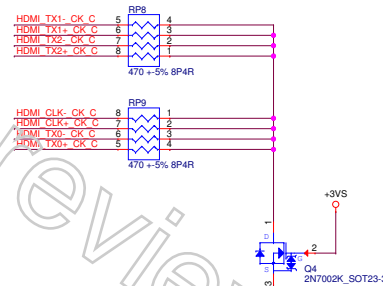 RP8
HDMI_TX1-_CK_C 5 4
HDMI_TX1+_CK_C 6 3
HDMI_TX2-_CK_C 7 2
HDMI_TX2+_CK_C 8 1
470 +-5% 8P4R
RP9
HDMI_CLK-_CK_C 8 1
HDMI_CLK+_CK_C 7 2
HDMI_TX0-_CK_C 6 3
HDMI_TX0+_CK_C 5 4
470 +-5% 8P4R
+3VS
1
D
2
G
S
Q4
3
2N7002K_SOT23-